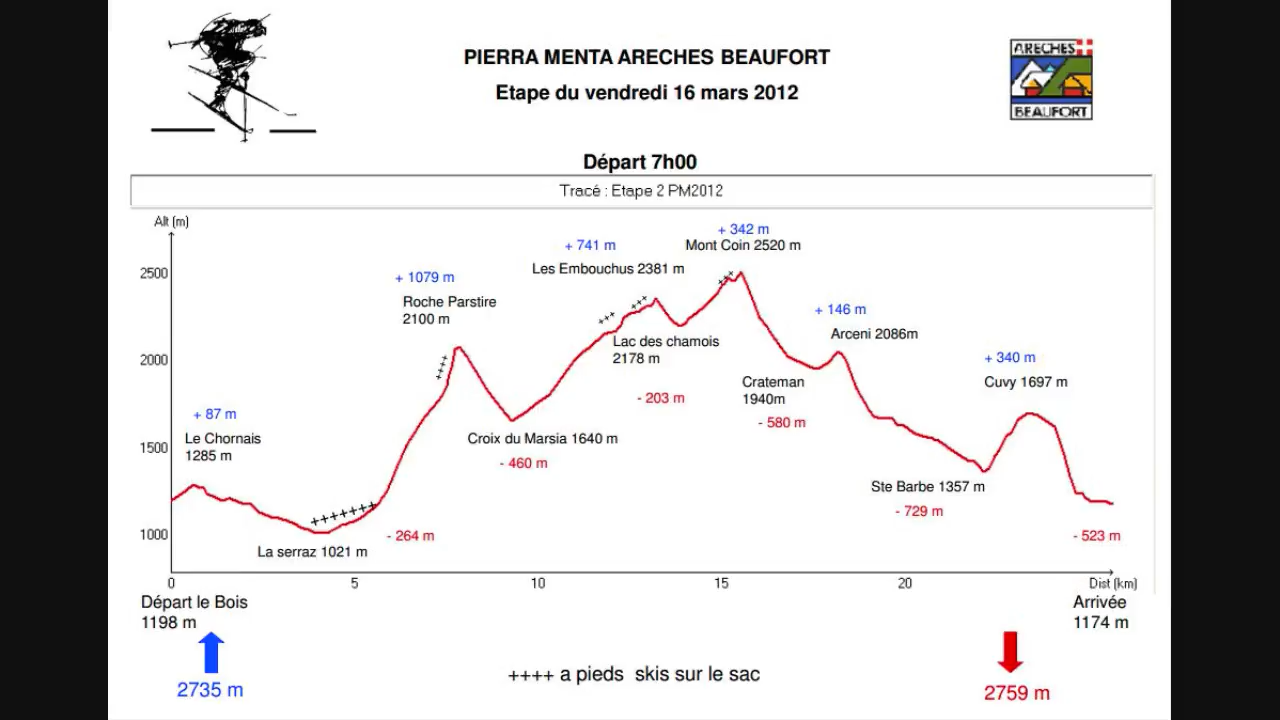 PIERRA MENTA ARECHES BEAUFORT
Etape du vendredi 16 mars 2012
ARECHES
BEAUFORT
Départ 7h00
Tracé : Etape 2 PM2012
Alt (m)
+ 342 m
Mont Coin 2520 m
+ 741 m
Les Embouchus 2381 m
2500
+ 1079 m
Roche Parstire
2100 m
+ 146 m
Arceni 2086m
Lac des chamois
2178 m
2000
+ 340 m
Cuvy 1697 m
Crateman
1940m
- 203 m
+ 87 m
- 580 m
Le Chornais
1285 m
Croix du Marsia 1640 m
1500
- 460 m
Ste Barbe 1357 m
- 729 m
1000
- 264 m
- 523 m
La serraz 1021 m
0
5
10
15
20
Dist (km)
Départ le Bois
1198 m
Arrivée
1174 m
++++ a pieds skis sur le sac
2735 m
2759 m